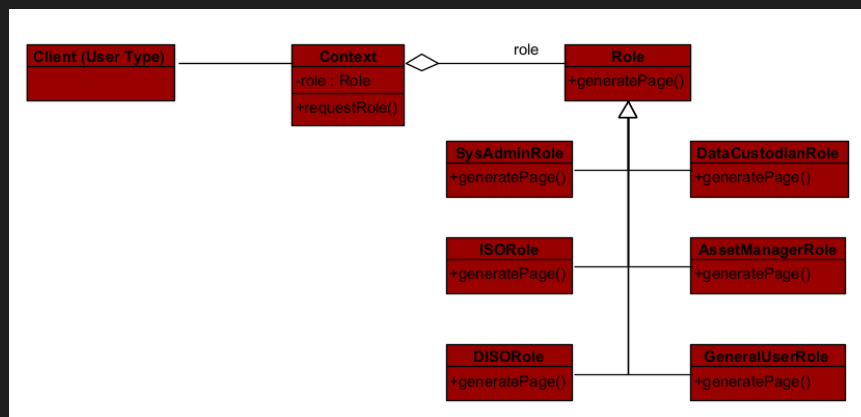 role
Client (User Type)
Context
-role : Role
+requestRole()
Role
+generatePage()
SysAdminRole
+generatePage()
DataCustodianRole
+generatePage()
ISORole
+generatePage()
AssetManagerRole
+generatePage()
DISORole
+generatePage()
GeneralUserRole
+generatePage()